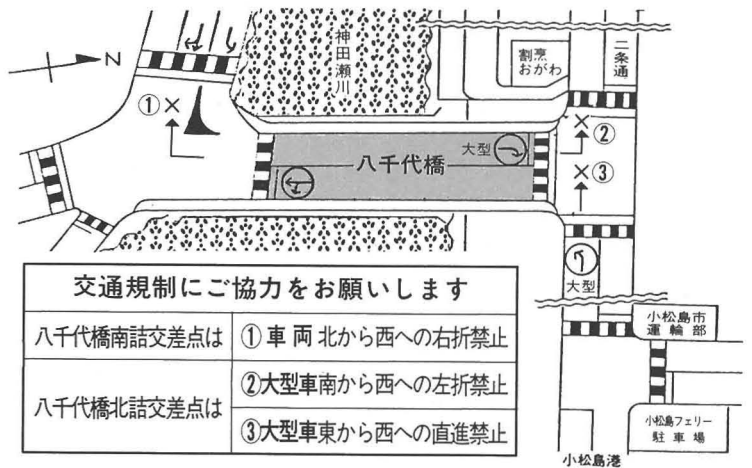 N
神田瀬川
割烹
おがわ
二条通
①
②
③
大型
八千代橋
大型
交通規制にご協力をお願いします
八千代橋南詰交差点は
①車両北から西への右折禁止
八千代橋北詰交差点は
②大型車南から西への左折禁止
③大型車東から西への直進禁止
小松島市
運輸部
小松島フェリー
駐車場
小松島港